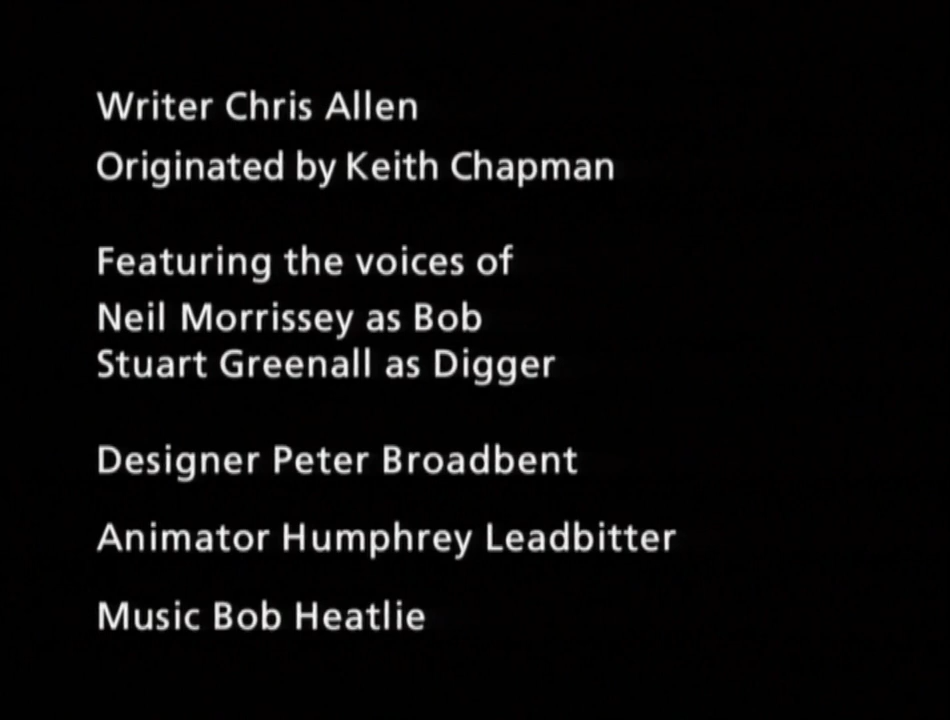 Writer Chris Allen
Originated by Keith Chapman
Featuring the voices of
Neil Morrissey as Bob
Stuart Greenall as Digger
Designer Peter Broadbent
Animator Humphrey Leadbitter
Music Bob Heatlie